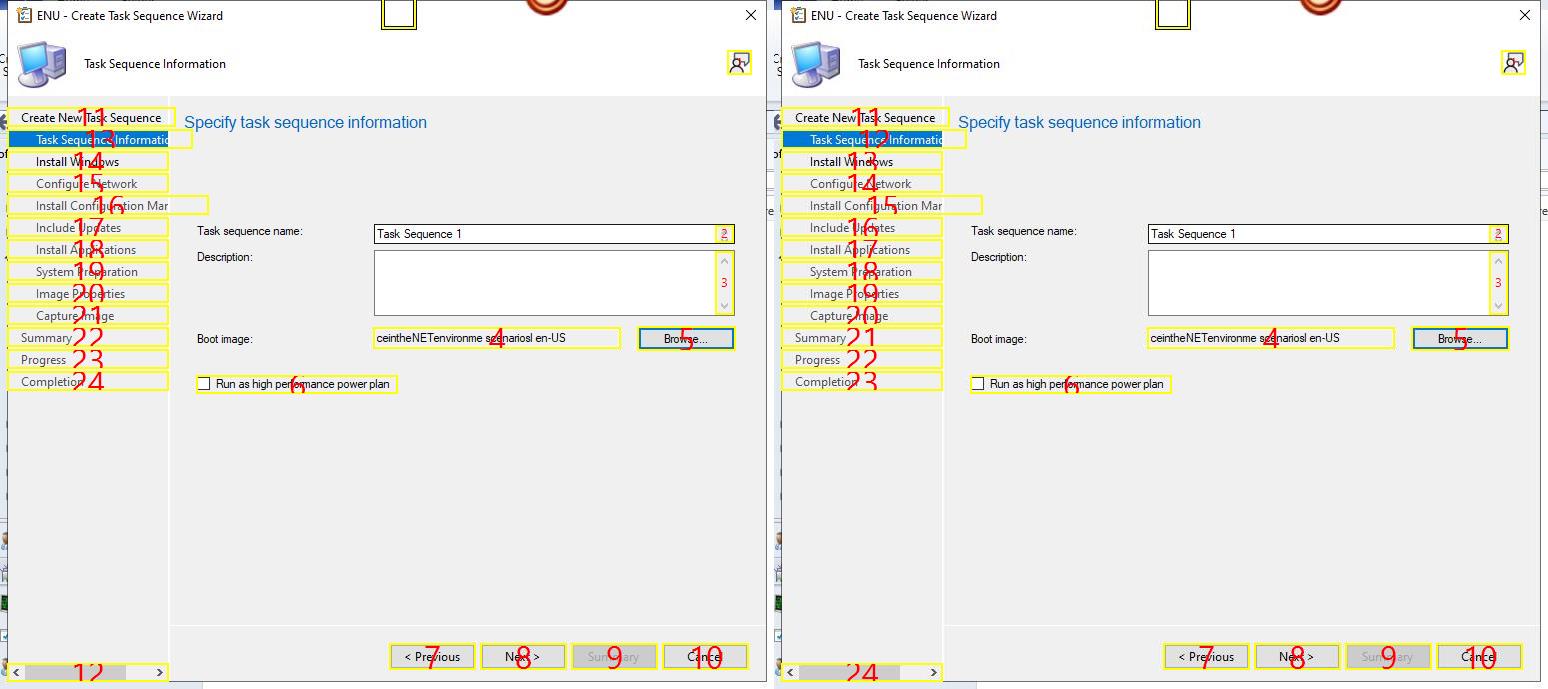 ENU - Create Task Sequence Wizard
Task Sequence Information
Create New Task Sequence
11
Specify task sequence information
Task Sequence Informatio
13
Install Windows
14
Configure Network
15
Install Configuration Mar
16
Include Updates
17
Task sequence name:
Task Sequence 1
2
Install Applications
18
Description:
3
System Preparation
19
Image Properties
20
Capture Image
21
Summary
22
Boot image:
ceintheNETenvironme scenariosl en-US
4
Browse...
5
Progress
23
Completion
24
Run as high performance power plan
6
< Previous
7
Next >
8
Summary
9
Cancel
10
12
ENU - Create Task Sequence Wizard
Task Sequence Information
Create New Task Sequence
11
Specify task sequence information
Task Sequence Informatio
12
Install Windows
13
Configure Network
14
Install Configuration Mar
15
Include Updates
16
Task sequence name:
Task Sequence 1
2
Install Applications
17
Description:
3
System Preparation
18
Image Properties
19
Capture Image
20
Summary
21
Boot image:
ceintheNETenvironme scenariosl en-US
4
Browse...
5
Progress
22
Completion
23
Run as high performance power plan
6
< Previous
7
Next >
8
Summary
9
Cancel
10
24